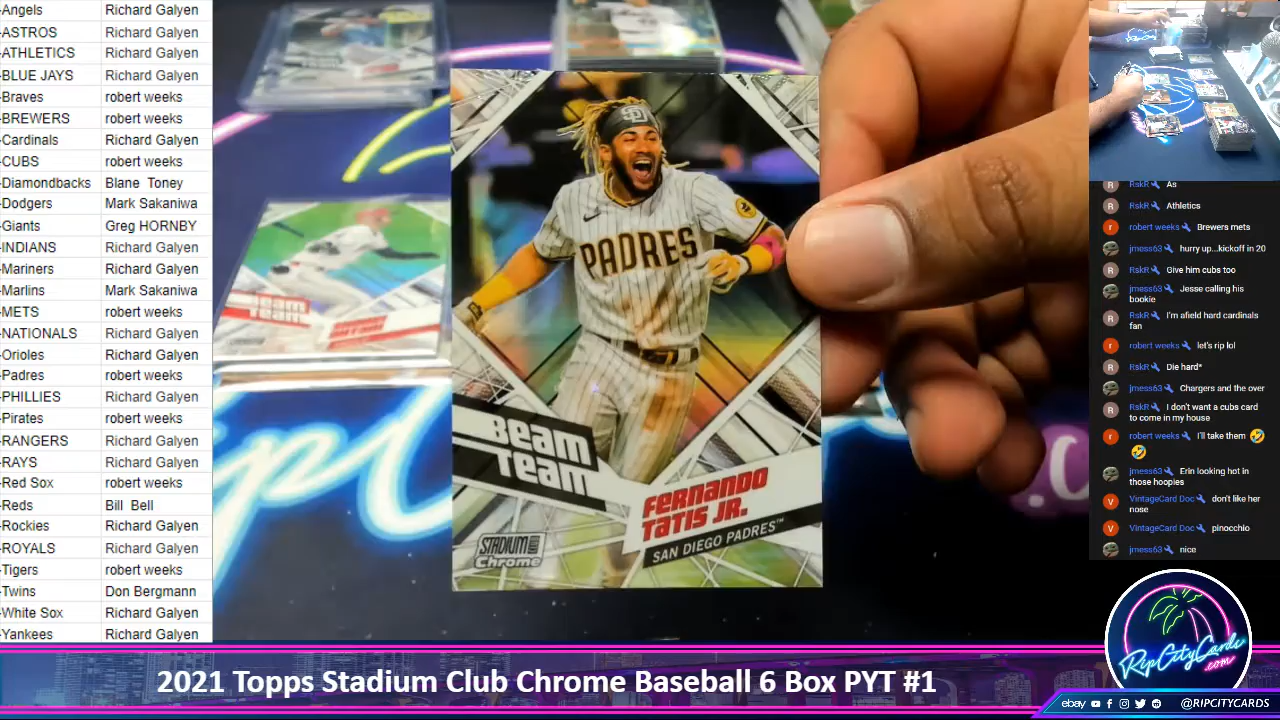 -Angels Richard Galyen
-ASTROS Richard Galyen
-ATHLETICS Richard Galyen
-BLUE JAYS Richard Galyen
-Braves robert weeks
-BREWERS robert weeks
-Cardinals Richard Galyen
-CUBS robert weeks
-Diamondbacks Blane Toney
-Dodgers Mark Sakaniwa
-Giants Greg HORNBY
-INDIANS Richard Galyen
-Mariners Richard Galyen
-Marlins Mark Sakaniwa
-METS robert weeks
-NATIONALS Richard Galyen
-Orioles Richard Galyen
-Padres robert weeks
-PHILLIES Richard Galyen
-Pirates robert weeks
-RANGERS Richard Galyen
-RAYS Richard Galyen
-Red Sox robert weeks
-Reds Bill Bell
-Rockies Richard Galyen
-ROYALS Richard Galyen
-Tigers robert weeks
-Twins Don Bergmann
-White Sox Richard Galyen
-Yankees Richard Galyen
BEAM
TEAM
SD
PADRES
BEAM
TEAM
FERNANDO
TATIS JR.
SAN DIEGO PADRES™
STADIUM
Chrome
R RskR As
R RskR Athletics
r robert weeks Brewers mets
jmess63 hurry up...kickoff in 20
R RskR Give him cubs too
jmess63 Jesse calling his
bookie
R RskR I'm afield hard cardinals
fan
r robert weeks let's rip lol
R RskR Die hard*
jmess63 Chargers and the over
R RskR I don't want a cubs card
to come in my house
r robert weeks I'll take them 🤣
🤣
jmess63 Erin looking hot in
those hoopies
V VintageCard Doc don't like her
nose
V VintageCard Doc pinocchio
jmess63 nice
RipCityCards
.com
2021 Topps Stadium Club Chrome Baseball 6 Box PYT #1
ebay @RIPCITYCARDS